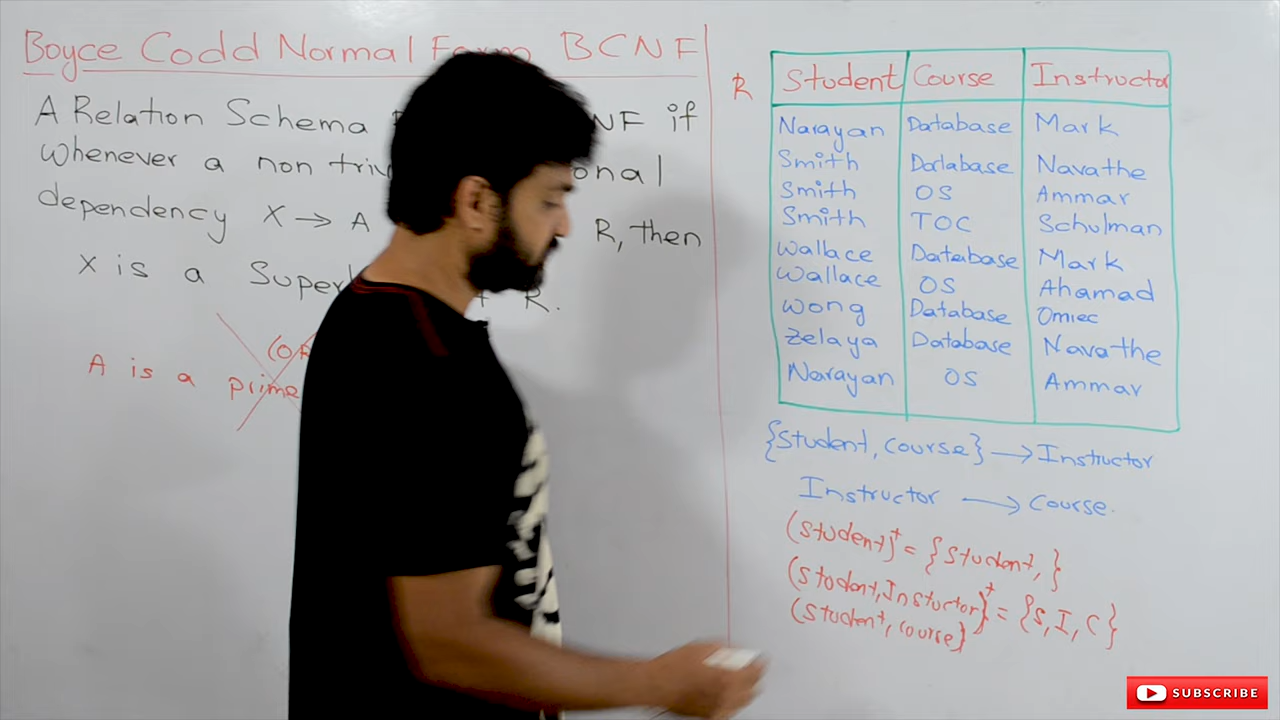 Boyce Codd Normal Form BCNF
A Relation Schema NF if
whenever a non onal
dependency X → A R, then
X is a R.
(OR
A is a prime
R
Student Course Instructor
Narayan Database Mark
Smith Database Navathe
Smith OS Ammar
Smith TOC Schulman
Wallace Database Mark
Wallace OS Ahamad
Wong Database Omiec
Zelaya Database Navathe
Narayan OS Ammar
{Student, Course} → Instructor
Instructor → Course.
(Student)⁺ = {Student, }
(Student, Instuctor}⁺ = {S, I, C}
(Student, Course}
SUBSCRIBE